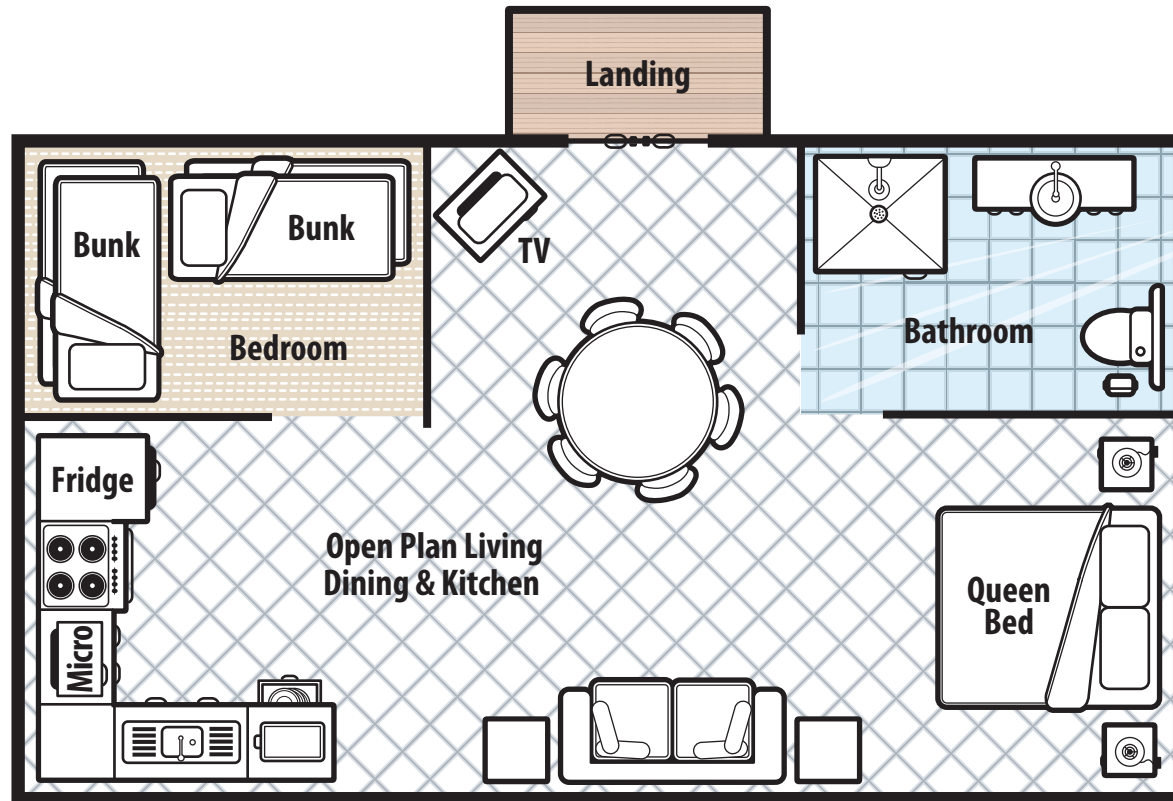 Landing
Bunk
Bunk
TV
Bedroom
Bathroom
Fridge
Open Plan Living
Dining & Kitchen
Queen
Bed
Micro